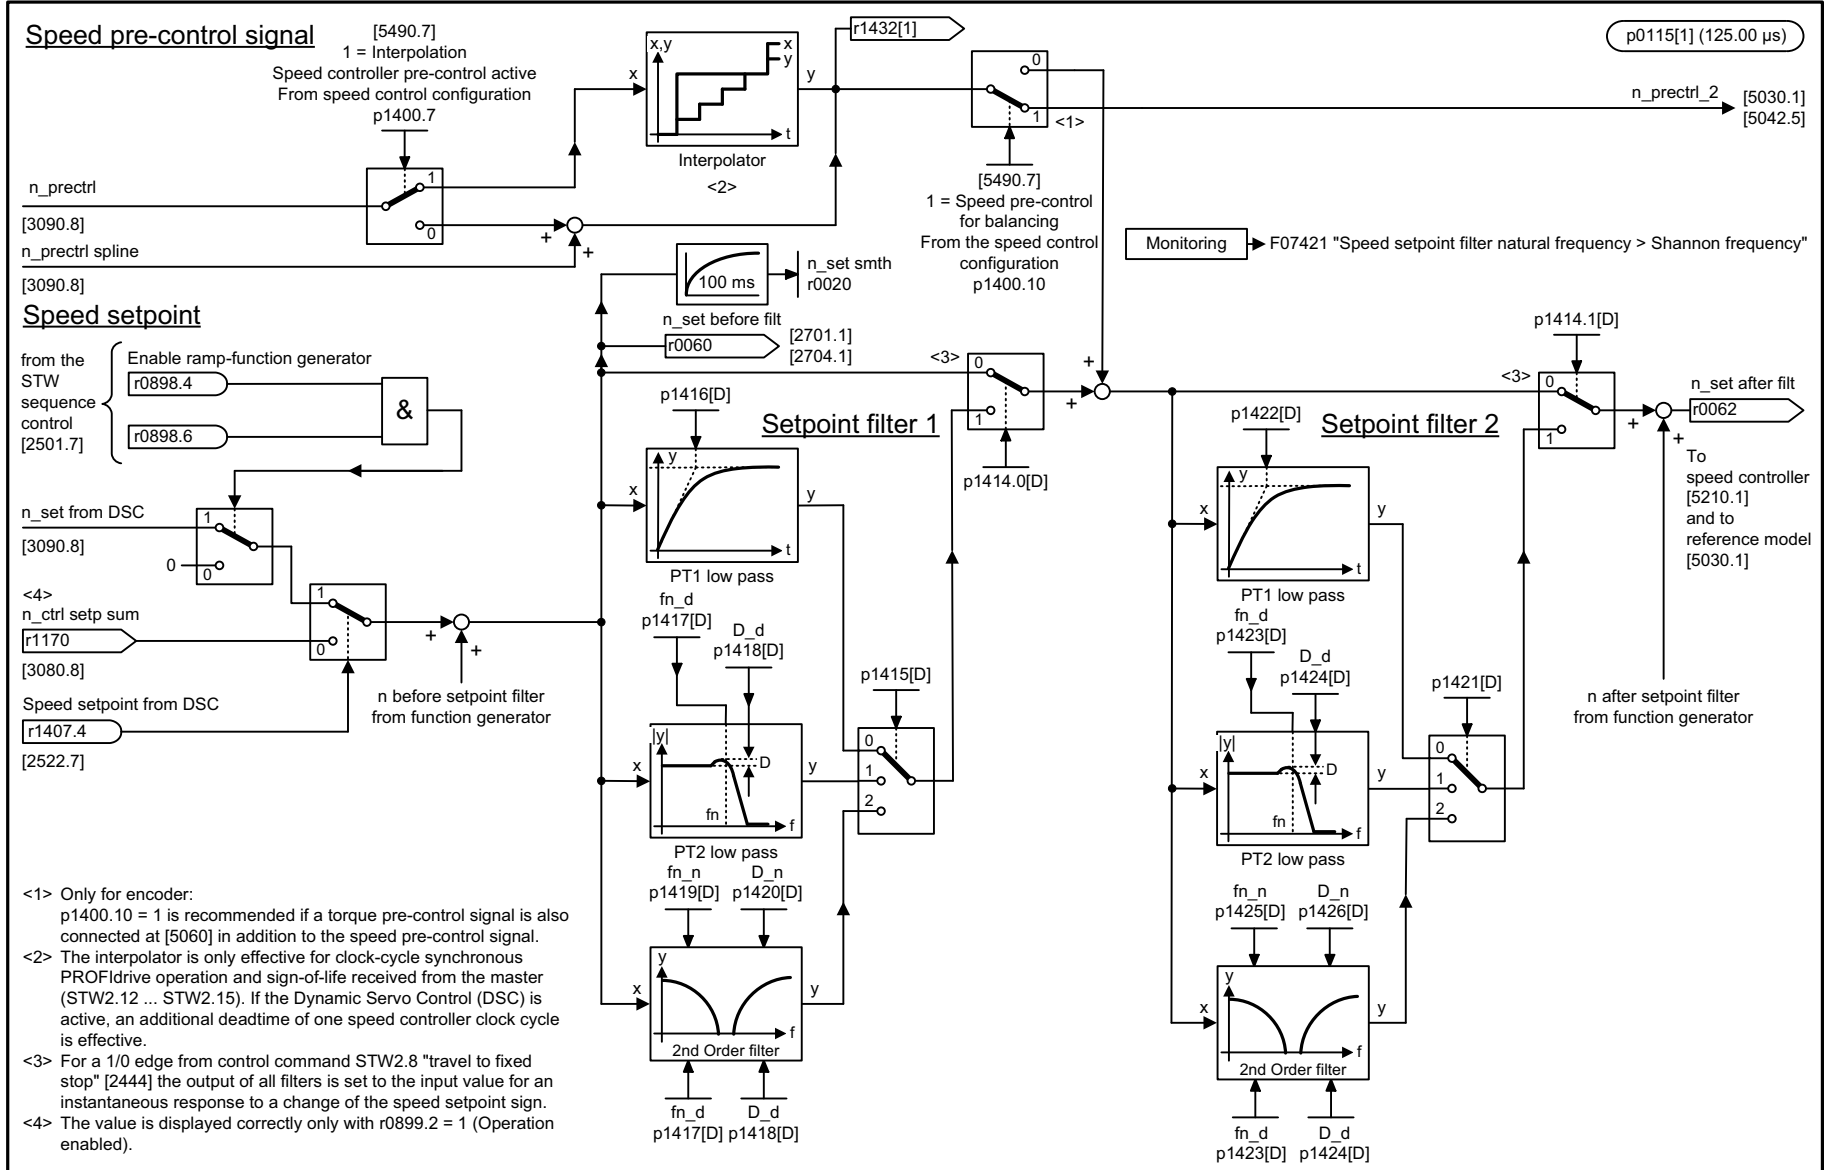 Speed pre-control signal
[5490.7]
1 = Interpolation
Speed controller pre-control active
From speed control configuration
p1400.7
n_prectrl
[3090.8]
n_prectrl spline
[3090.8]
1
0
+
+
x
x,y
x
y
t
y
Interpolator
<2>
r1432[1]
0
1
<1>
[5490.7]
1 = Speed pre-control
for balancing
From the speed control
configuration
p1400.10
p0115[1] (125.00 µs)
n_prectrl_2
[5030.1]
[5042.5]
Monitoring
F07421 "Speed setpoint filter natural frequency > Shannon frequency"
100 ms
n_set smth
r0020
n_set before filt
r0060
[2701.1]
[2704.1]
Speed setpoint
from the
STW
sequence
control
[2501.7]
Enable ramp-function generator
r0898.4
r0898.6
&
n_set from DSC
[3090.8]
1
0
0
<4>
n_ctrl setp sum
r1170
[3080.8]
1
0
Speed setpoint from DSC
r1407.4
[2522.7]
+
+
n before setpoint filter
from function generator
Setpoint filter 1
p1416[D]
x
y
t
y
PT1 low pass
fn_d
p1417[D]
D_d
p1418[D]
x
|y|
D
fn
f
y
PT2 low pass
fn_n
p1419[D]
D_n
p1420[D]
x
y
f
y
2nd Order filter
fn_d
p1417[D]
D_d
p1418[D]
p1415[D]
0
1
2
<3>
0
1
p1414.0[D]
+
+
Setpoint filter 2
p1422[D]
x
y
t
y
PT1 low pass
fn_d
p1423[D]
D_d
p1424[D]
x
|y|
D
fn
f
y
PT2 low pass
fn_n
p1425[D]
D_n
p1426[D]
x
y
f
y
2nd Order filter
fn_d
p1423[D]
D_d
p1424[D]
p1421[D]
0
1
2
p1414.1[D]
<3>
0
1
+
+
n_set after filt
r0062
To
speed controller
[5210.1]
and to
reference model
[5030.1]
n after setpoint filter
from function generator
<1> Only for encoder:
p1400.10 = 1 is recommended if a torque pre-control signal is also
connected at [5060] in addition to the speed pre-control signal.
<2> The interpolator is only effective for clock-cycle synchronous
PROFIdrive operation and sign-of-life received from the master
(STW2.12 ... STW2.15). If the Dynamic Servo Control (DSC) is
active, an additional deadtime of one speed controller clock cycle
is effective.
<3> For a 1/0 edge from control command STW2.8 "travel to fixed
stop" [2444] the output of all filters is set to the input value for an
instantaneous response to a change of the speed setpoint sign.
<4> The value is displayed correctly only with r0899.2 = 1 (Operation
enabled).